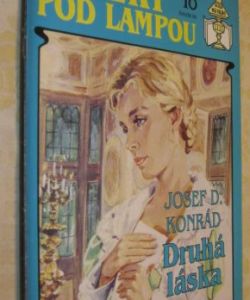 POD LAMPOU
10
JOSEF D.
KONRÁD
Druhá
láska